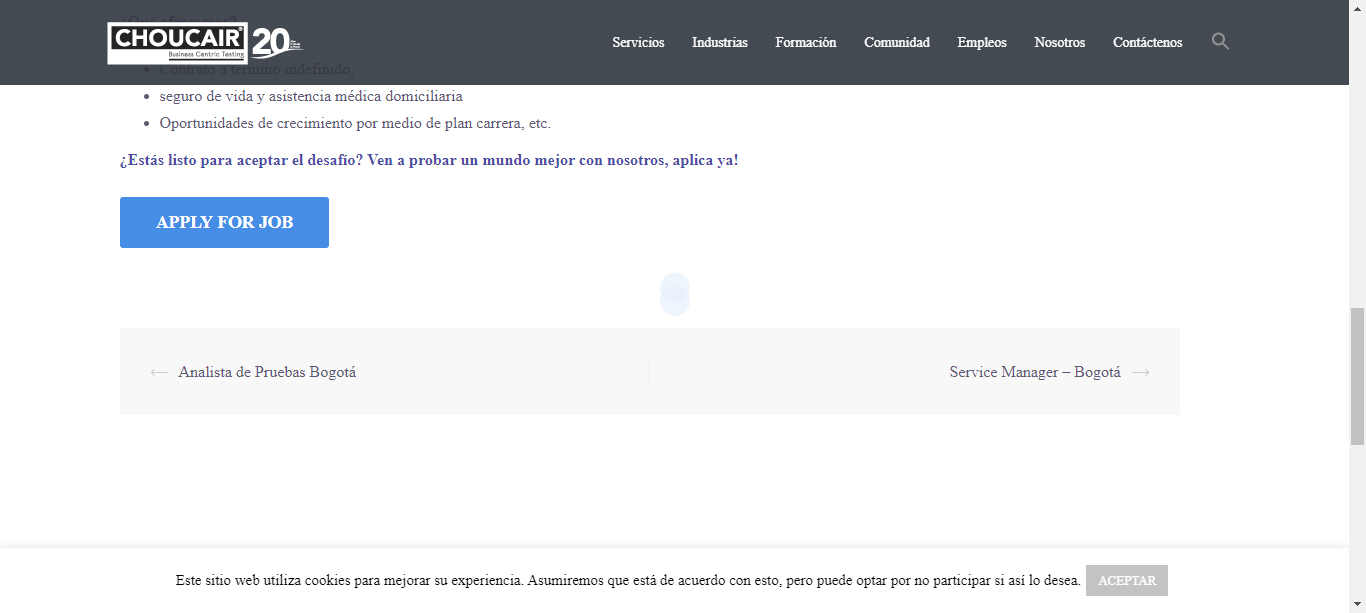 CHOUCAIR
Business Centric Testing
20
Servicios Industrias Formación Comunidad Empleos Nosotros Contáctenos
Contrato a término indefinido.
seguro de vida y asistencia médica domiciliaria
Oportunidades de crecimiento por medio de plan carrera, etc.
¿Estás listo para aceptar el desafío? Ven a probar un mundo mejor con nosotros, aplica ya!
APPLY FOR JOB
Analista de Pruebas Bogotá
Service Manager – Bogotá
Este sitio web utiliza cookies para mejorar su experiencia. Asumiremos que está de acuerdo con esto, pero puede optar por no participar si así lo desea. ACEPTAR